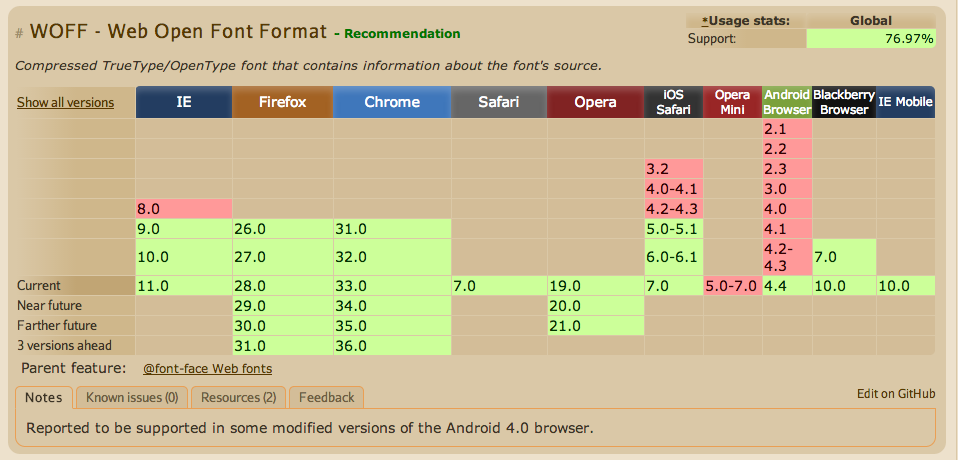 # WOFF - Web Open Font Format - Recommendation
*Usage stats: Global
Support: 76.97%
Compressed TrueType/OpenType font that contains information about the font's source.
Show all versions IE Firefox Chrome Safari Opera iOS Safari Opera Mini Android Browser Blackberry Browser IE Mobile
2.1
2.2
3.2 2.3
4.0-4.1 3.0
8.0 4.2-4.3 4.0
9.0 26.0 31.0 5.0-5.1 4.1
10.0 27.0 32.0 6.0-6.1 4.2-4.3 7.0
Current 11.0 28.0 33.0 7.0 19.0 7.0 5.0-7.0 4.4 10.0 10.0
Near future 29.0 34.0 20.0
Farther future 30.0 35.0 21.0
3 versions ahead 31.0 36.0
Parent feature: @font-face Web fonts
Notes Known issues (0) Resources (2) Feedback Edit on GitHub
Reported to be supported in some modified versions of the Android 4.0 browser.